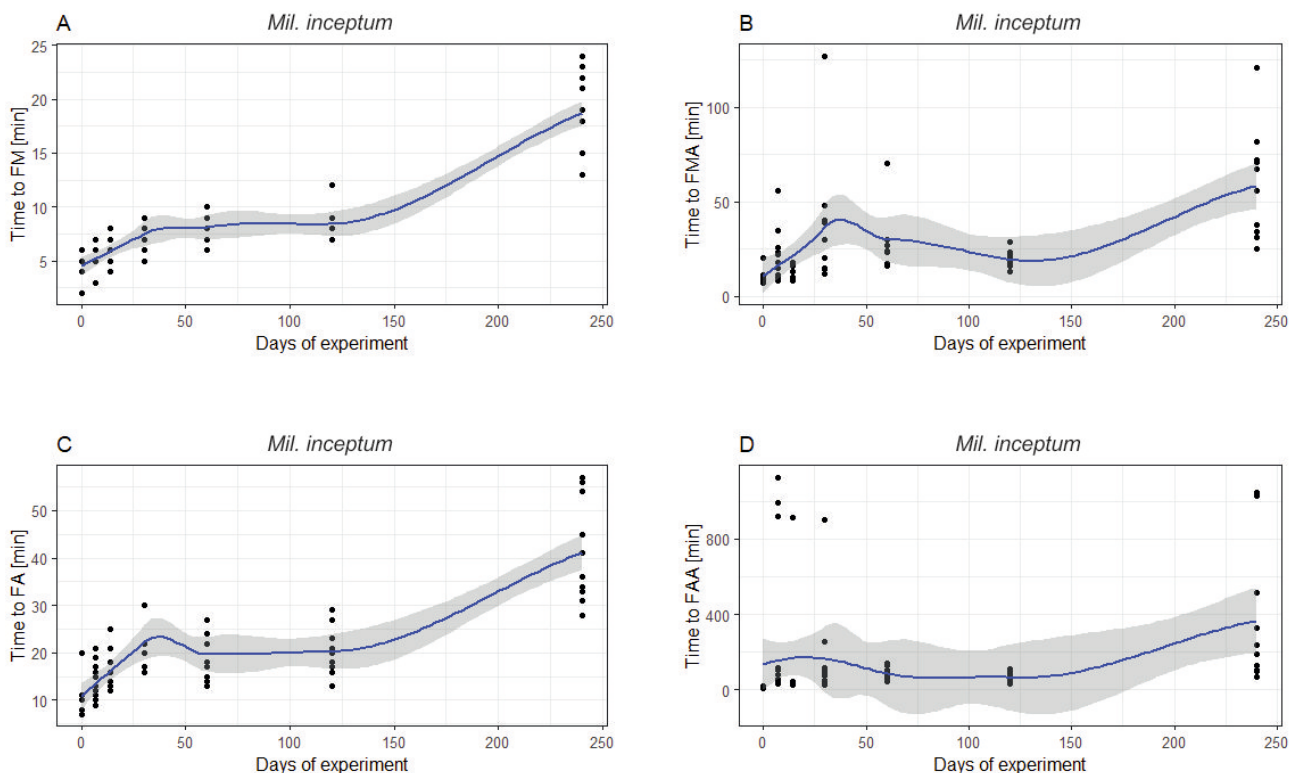 A
Mil. inceptum
Time to FM [min]
25
20
15
10
5
0
50
100
150
200
250
Days of experiment
B
Mil. inceptum
Time to FMA [min]
100
50
0
0
50
100
150
200
250
Days of experiment
C
Mil. inceptum
Time to FA [min]
50
40
30
20
10
0
50
100
150
200
250
Days of experiment
D
Mil. inceptum
Time to FAA [min]
800
400
0
0
50
100
150
200
250
Days of experiment